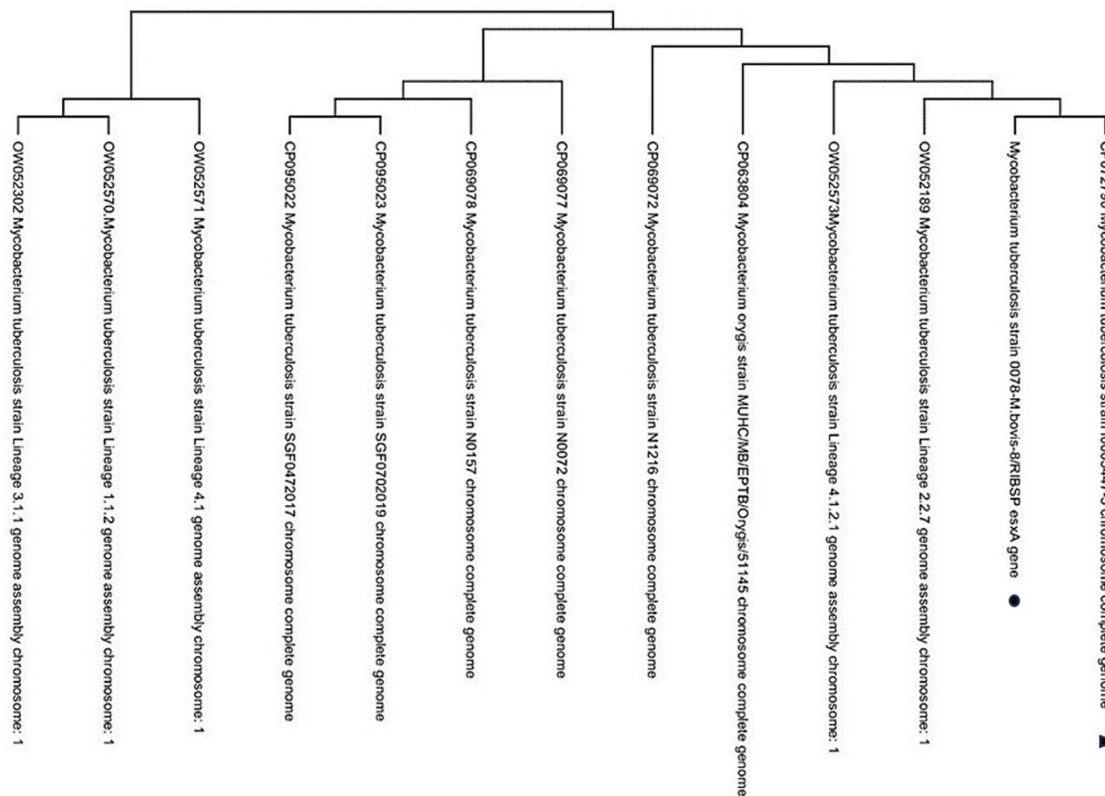 Mycobacterium tuberculosis strain chromosome complete genome
Mycobacterium tuberculosis strain 0078-M.bovis-8/RIBSP esxA gene
OW052189 Mycobacterium tuberculosis strain Lineage 2.2.7 genome assembly chromosome: 1
OW052573Mycobacterium tuberculosis strain Lineage 4.1.2.1 genome assembly chromosome: 1
CP063804 Mycobacterium orygis strain MUHC/MB/EPTB/Orygis/51145 chromosome complete genome
CP069072 Mycobacterium tuberculosis strain N1216 chromosome complete genome
CP069077 Mycobacterium tuberculosis strain N0072 chromosome complete genome
CP069078 Mycobacterium tuberculosis strain N0157 chromosome complete genome
CP095023 Mycobacterium tuberculosis strain SGF0702019 chromosome complete genome
CP095022 Mycobacterium tuberculosis strain SGF0472017 chromosome complete genome
OW052571 Mycobacterium tuberculosis strain Lineage 4.1 genome assembly chromosome: 1
OW052570.Mycobacterium tuberculosis strain Lineage 1.1.2 genome assembly chromosome: 1
OW052302 Mycobacterium tuberculosis strain Lineage 3.1.1 genome assembly chromosome: 1